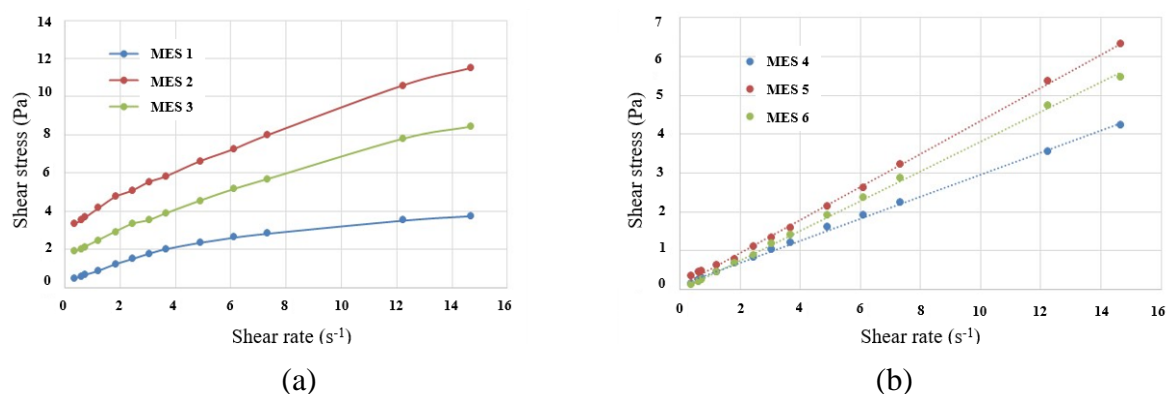 14
12
10
8
6
4
2
0
Shear stress (Pa)
MES 1
MES 2
MES 3
0 2 4 6 8 10 12 14 16
Shear rate (s-1)
(a)
7
6
5
4
3
2
1
0
Shear stress (Pa)
MES 4
MES 5
MES 6
0 2 4 6 8 10 12 14 16
Shear rate (s-1)
(b)